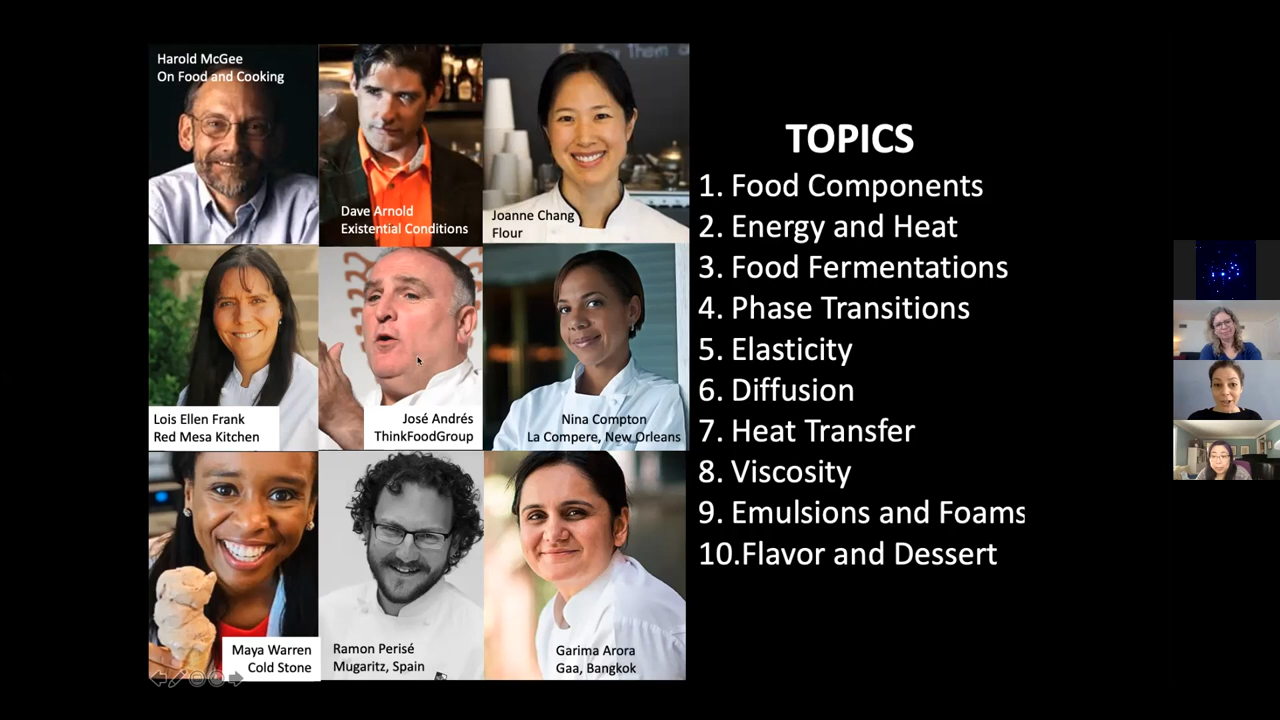 Harold McGee
On Food and Cooking
Dave Arnold
Existential Conditions
Joanne Chang
Flour
Lois Ellen Frank
Red Mesa Kitchen
José Andrés
ThinkFoodGroup
Nina Compton
La Compere, New Orleans
Maya Warren
Cold Stone
Ramon Perisé
Mugaritz, Spain
Garima Arora
Gaa, Bangkok
TOPICS
1. Food Components
2. Energy and Heat
3. Food Fermentations
4. Phase Transitions
5. Elasticity
6. Diffusion
7. Heat Transfer
8. Viscosity
9. Emulsions and Foams
10.Flavor and Dessert